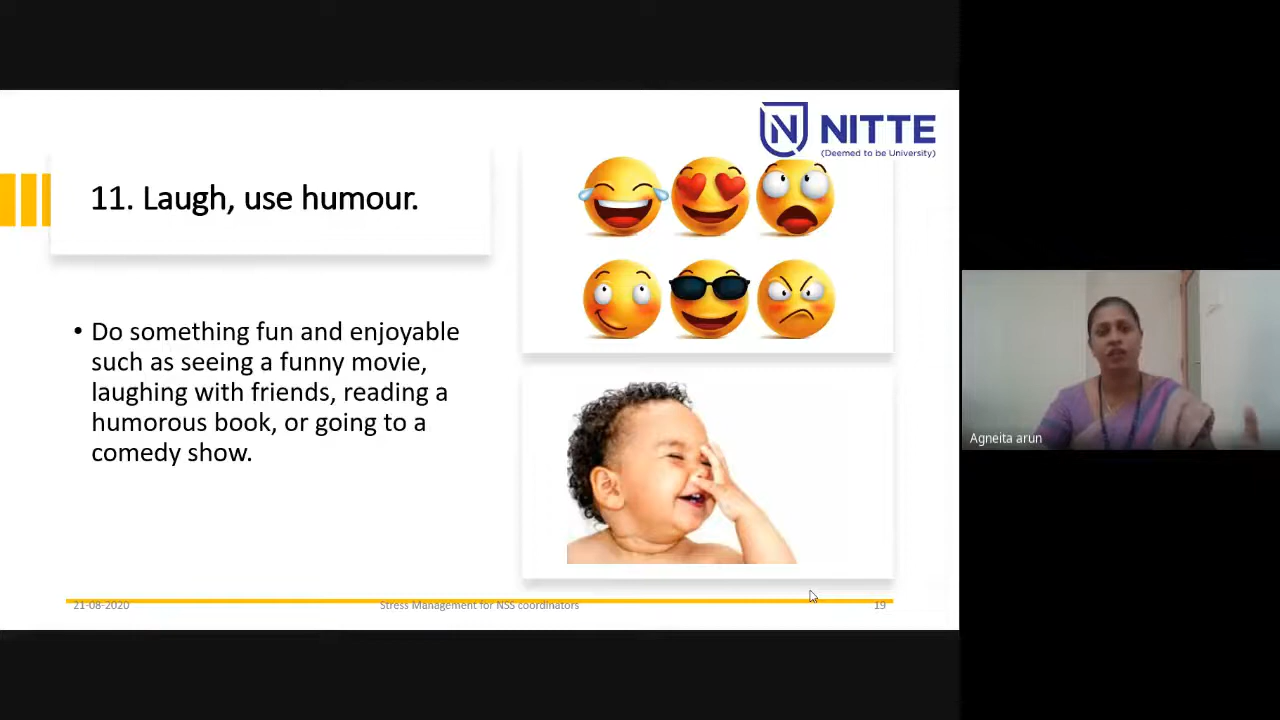 NITTE
(Deemed to be University)
11. Laugh, use humour.
• Do something fun and enjoyable
such as seeing a funny movie,
laughing with friends, reading a
humorous book, or going to a
comedy show.
Agneita arun
21-08-2020
Stress Management for NSS coordinators
19